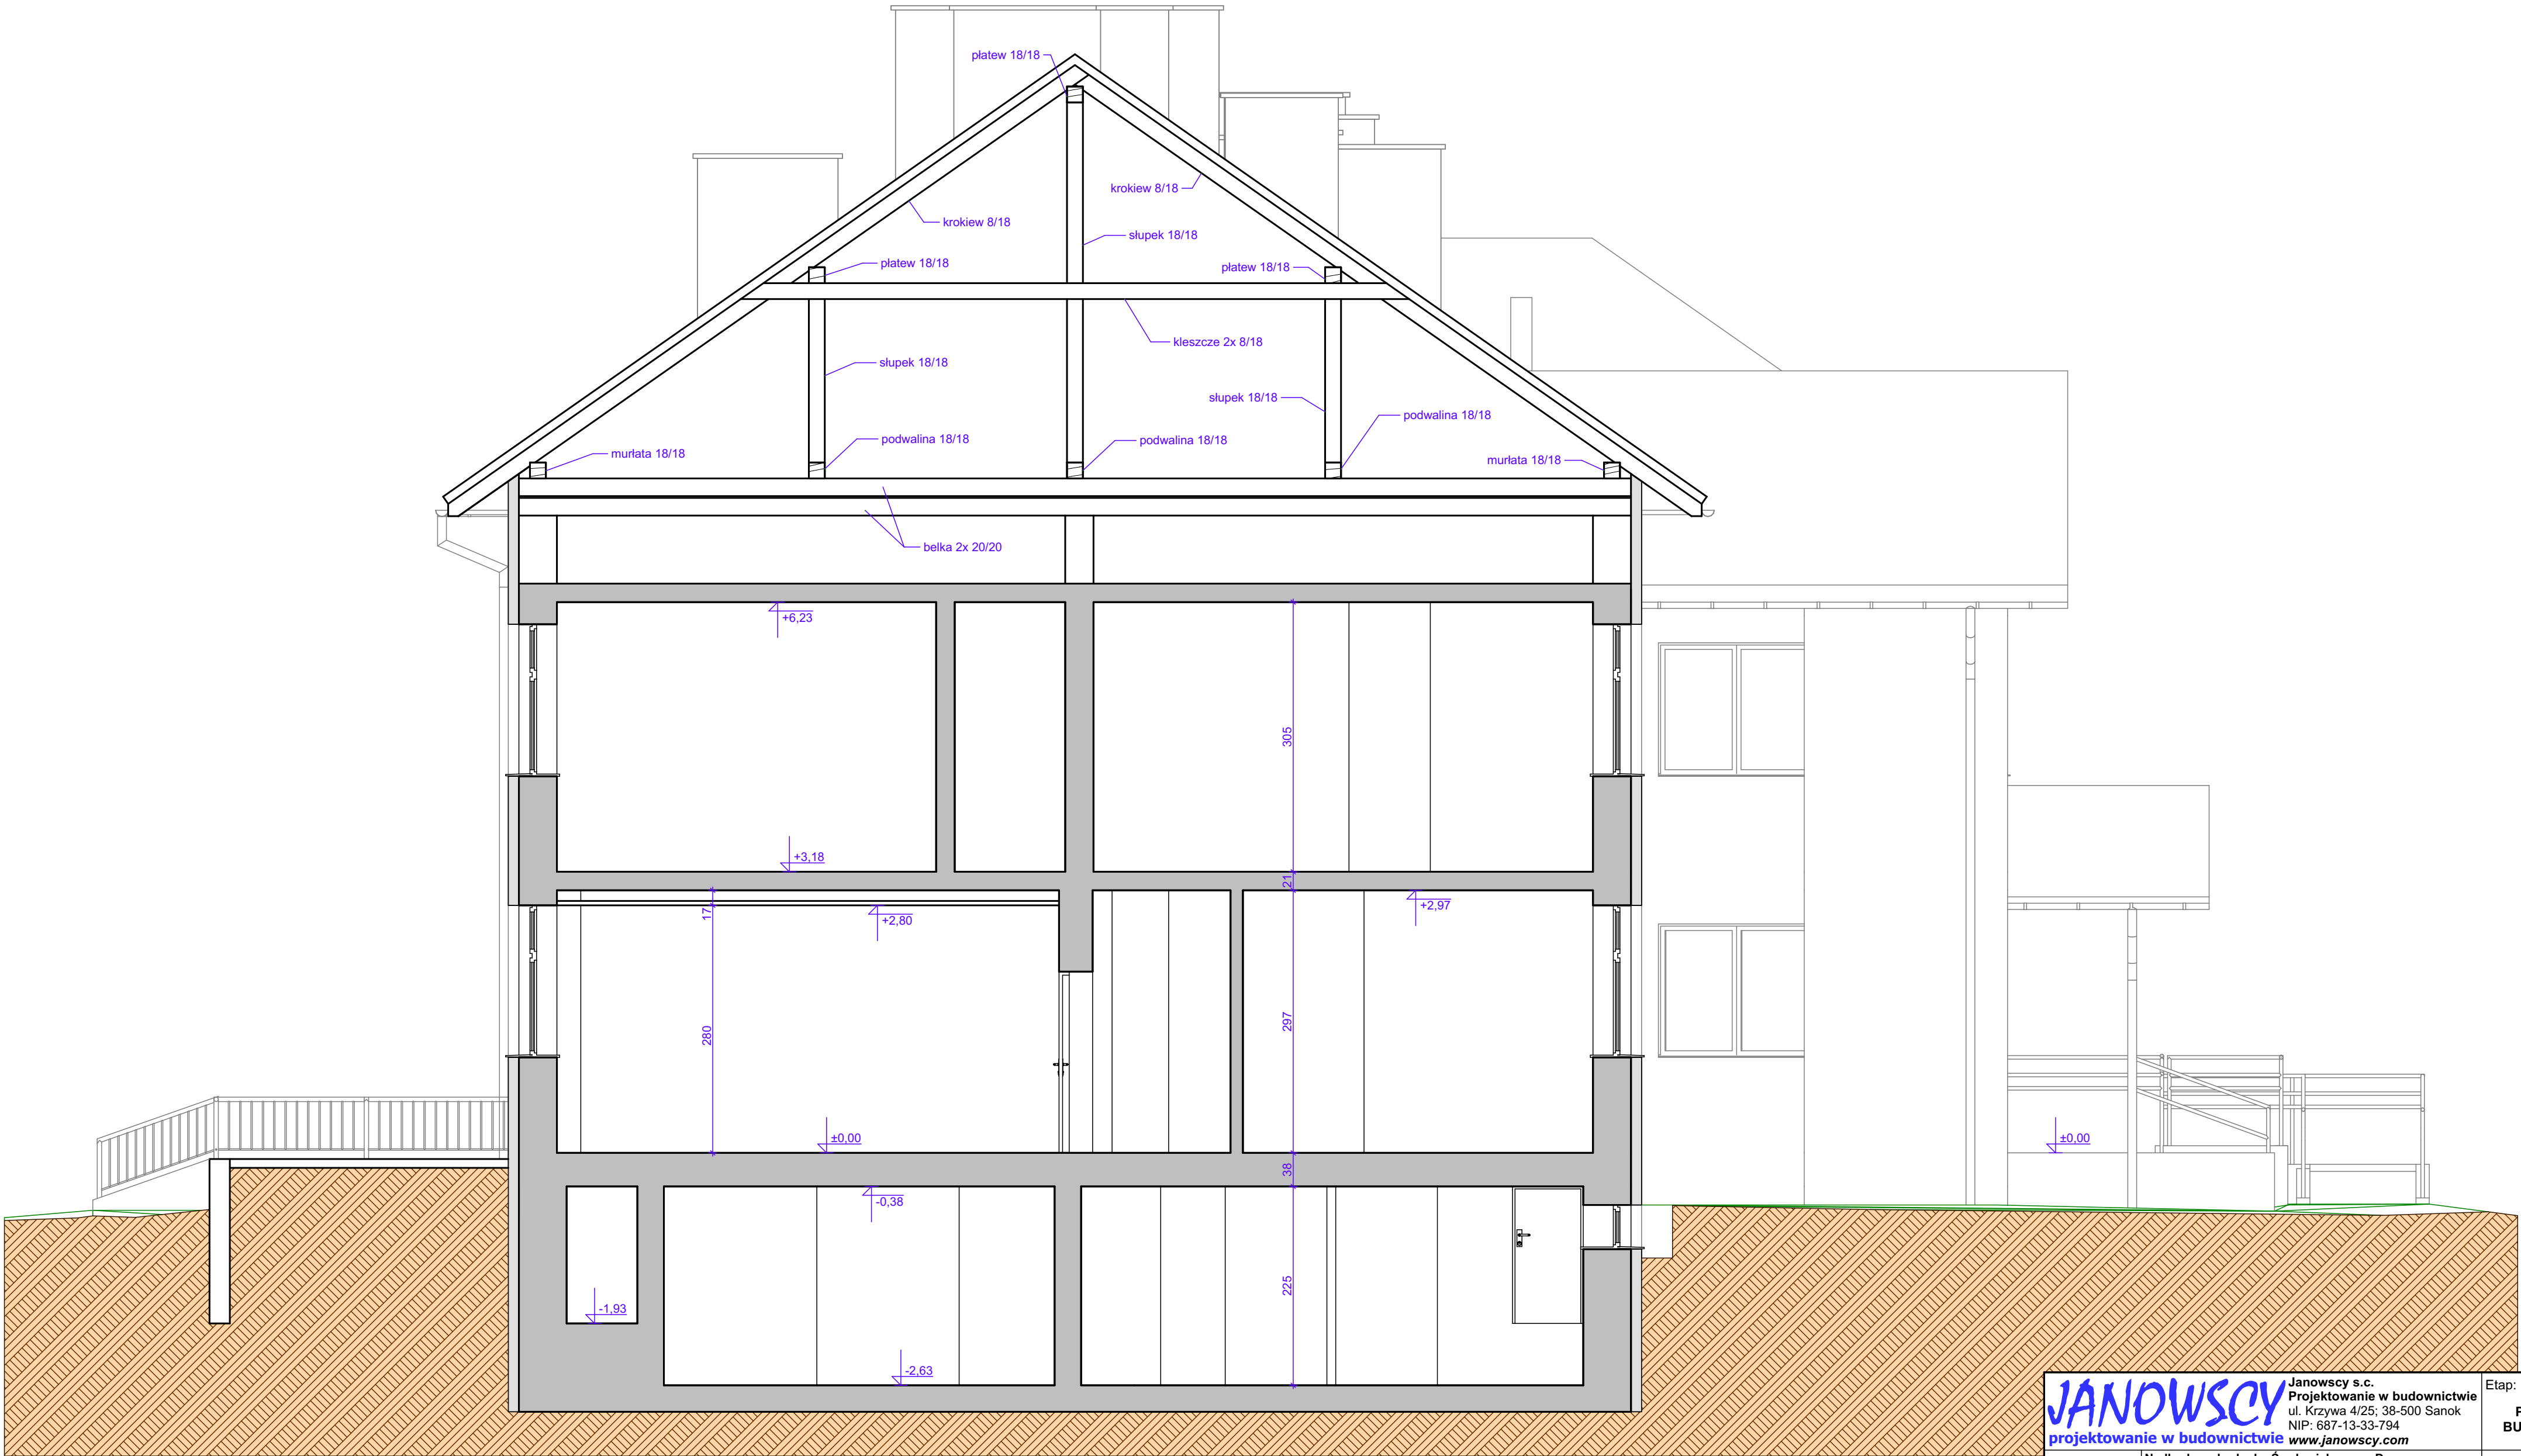 płatew 18/18
krokiew 8/18
krokiew 8/18
słupek 18/18
płatew 18/18
płatew 18/18
kleszcze 2x 8/18
słupek 18/18
słupek 18/18
podwalina 18/18
podwalina 18/18
podwalina 18/18
murłata 18/18
murłata 18/18
belka 2x 20/20
+6,23
305
+3,18
21
17
+2,80
+2,97
280
297
±0,00
±0,00
38
-0,38
225
-1,93
-2,63
JANOWSCY
projektowanie w budownictwie
Janowscy s.c.
Projektowanie w budownictwie
ul. Krzywa 4/25; 38-500 Sanok
NIP: 687-13-33-794
www.janowscy.com
Etap: